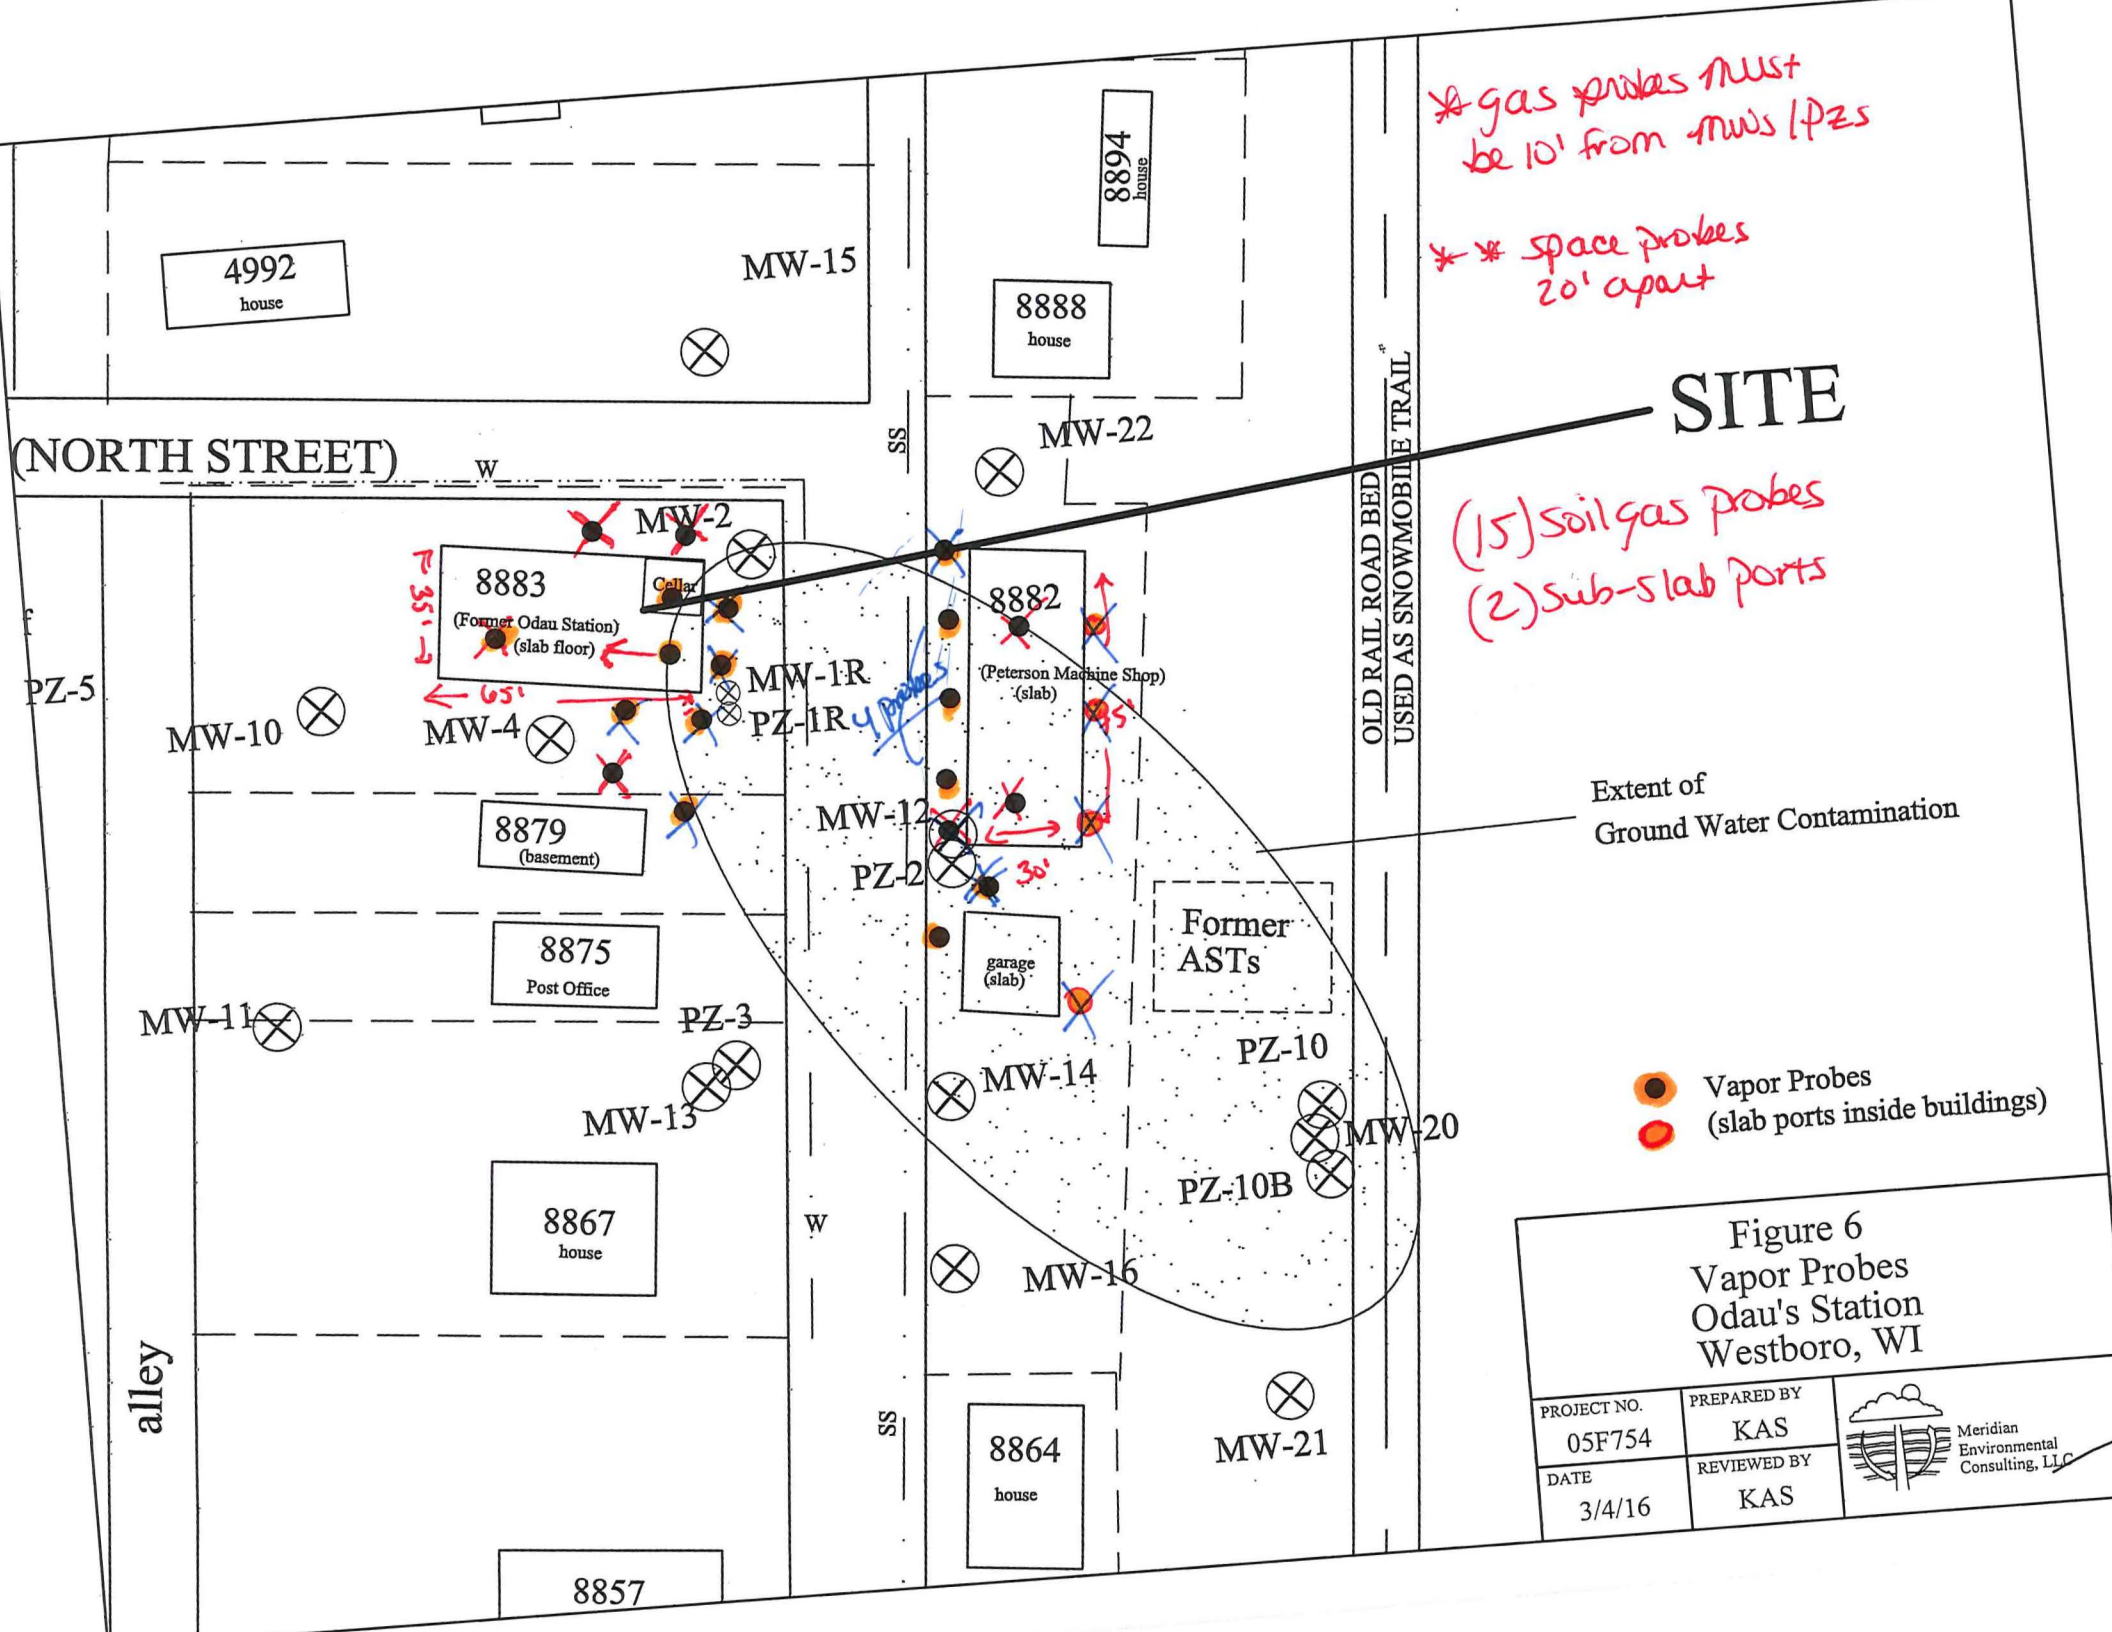 * gas probes must
be 10' from MWs/PZs
** space probes
20' apart
8894
house
4992
house
MW-15
8888
house
SITE
MW-22
SS
(NORTH STREET)
W
OLD RAIL ROAD BED
USED AS SNOWMOBILE TRAIL
(15) soil gas probes
(2) sub-slab ports
MW-2
35'
8883
Cellar
(Former Odau Station)
(slab floor)
8882
(Peterson Machine Shop)
(slab)
f
PZ-5
65'
MW-1R
PZ-1R
4 probes
MW-10
MW-4
95'
Extent of
Ground Water Contamination
MW-12
8879
(basement)
PZ-2
30'
Former
ASTs
8875
Post Office
garage
(slab)
MW-11
PZ-3
PZ-10
MW-14
MW-13
MW-20
PZ-10B
Vapor Probes
(slab ports inside buildings)
8867
house
W
MW-16
Figure 6
Vapor Probes
Odau's Station
Westboro, WI
alley
SS
8864
house
MW-21
PROJECT NO.
05F754
PREPARED BY
KAS
DATE
3/4/16
REVIEWED BY
KAS
Meridian
Environmental
Consulting, LLC
8857